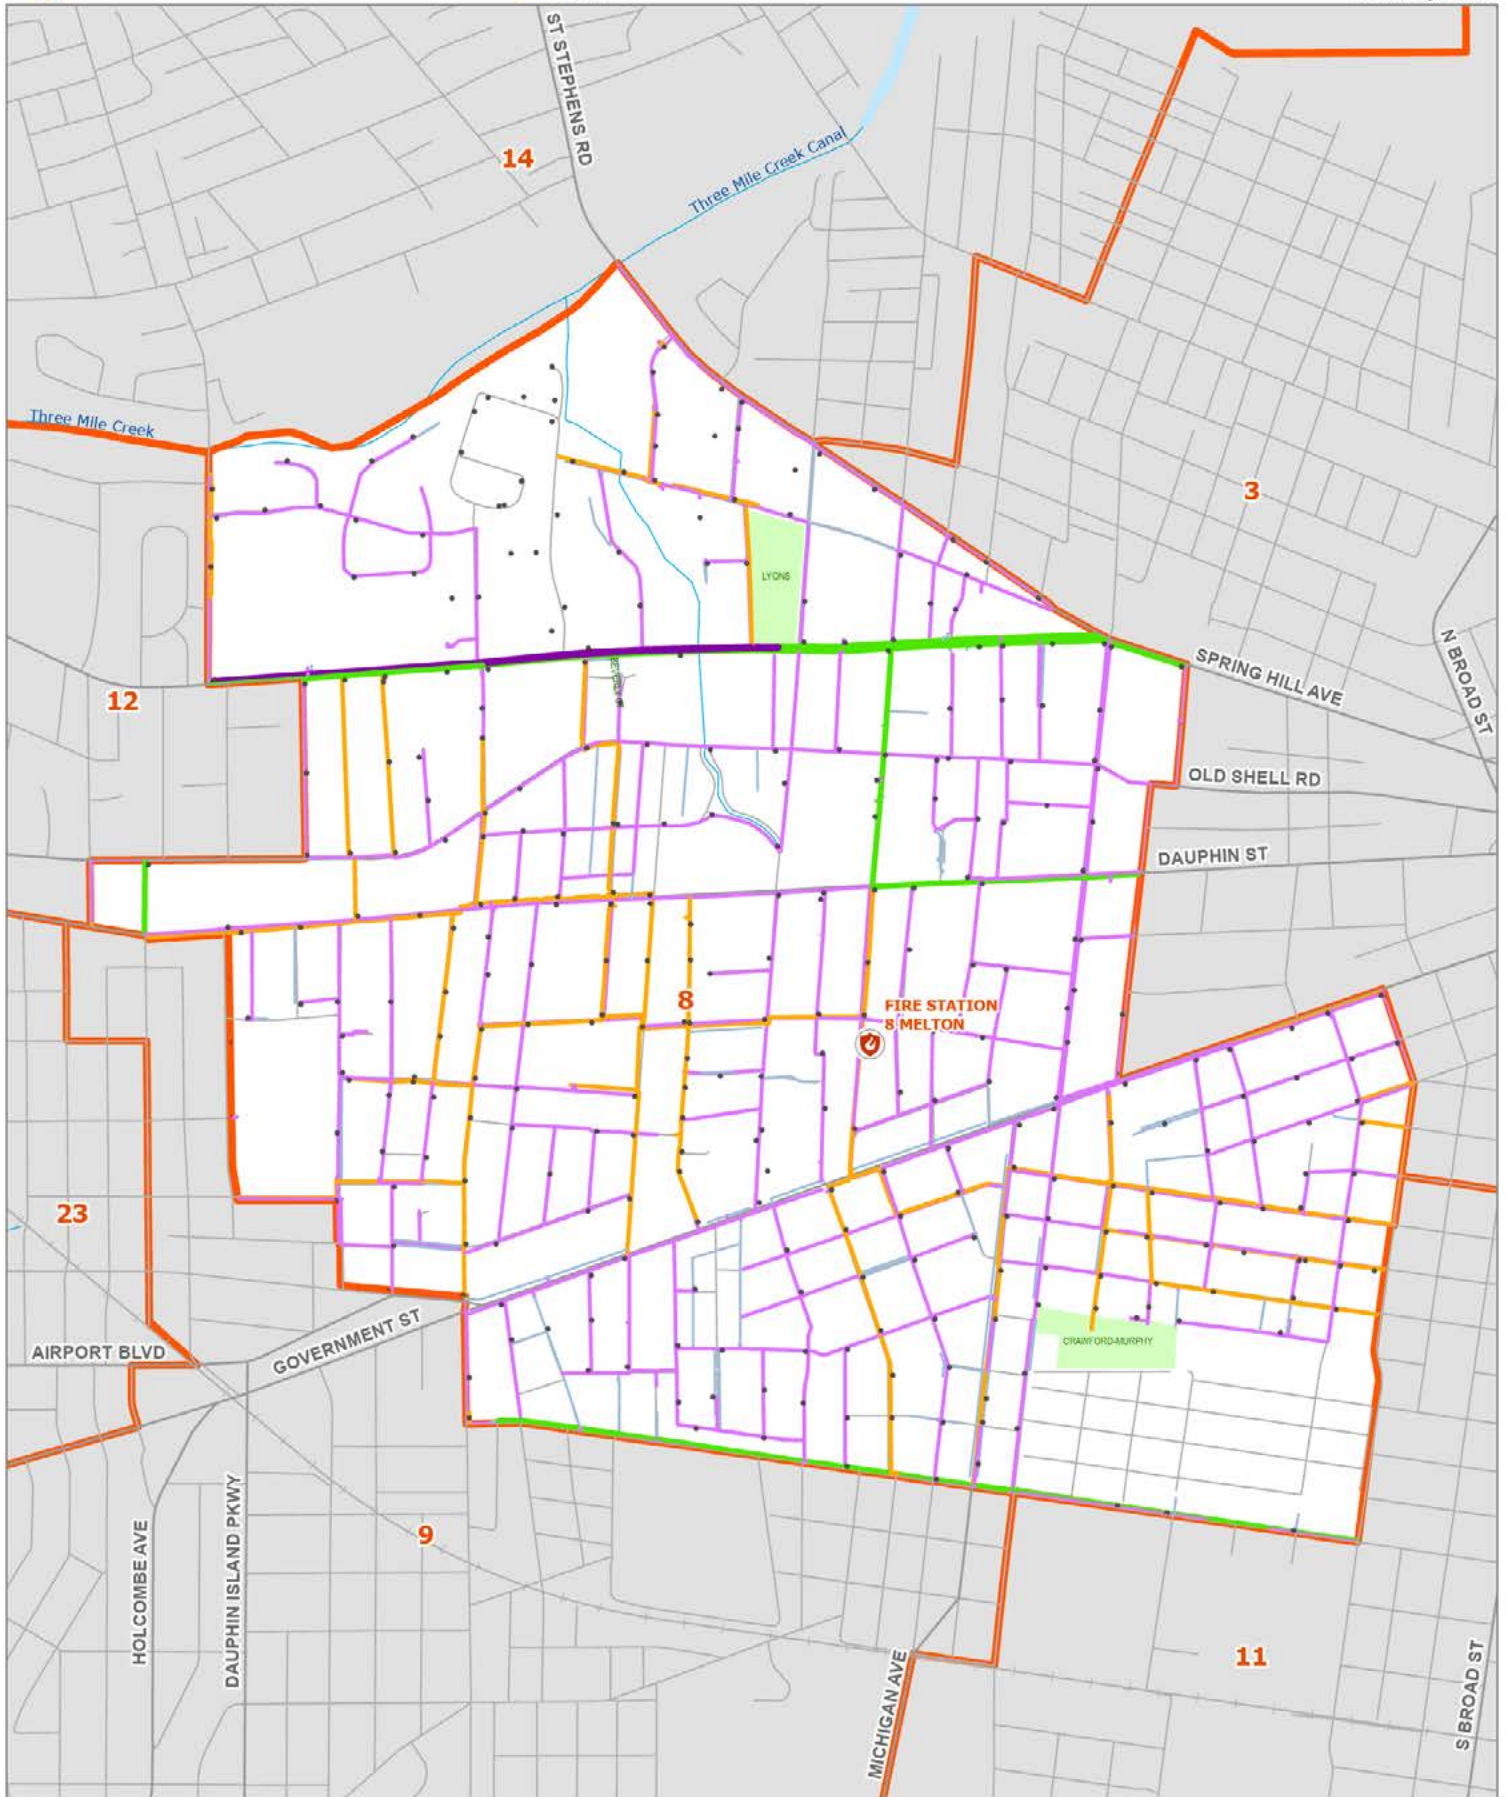 ST STEPHENS RD
14
Three Mile Creek Canal
Three Mile Creek
3
LYONS
N BROAD ST
SPRING HILL AVE
12
OLD SHELL RD
DAUPHIN ST
8
FIRE STATION
8 MELTON
23
CRAWFORD-MURPHY
AIRPORT BLVD
GOVERNMENT ST
HOLCOMBE AVE
DAUPHIN ISLAND PKWY
9
MICHIGAN AVE
11
S BROAD ST